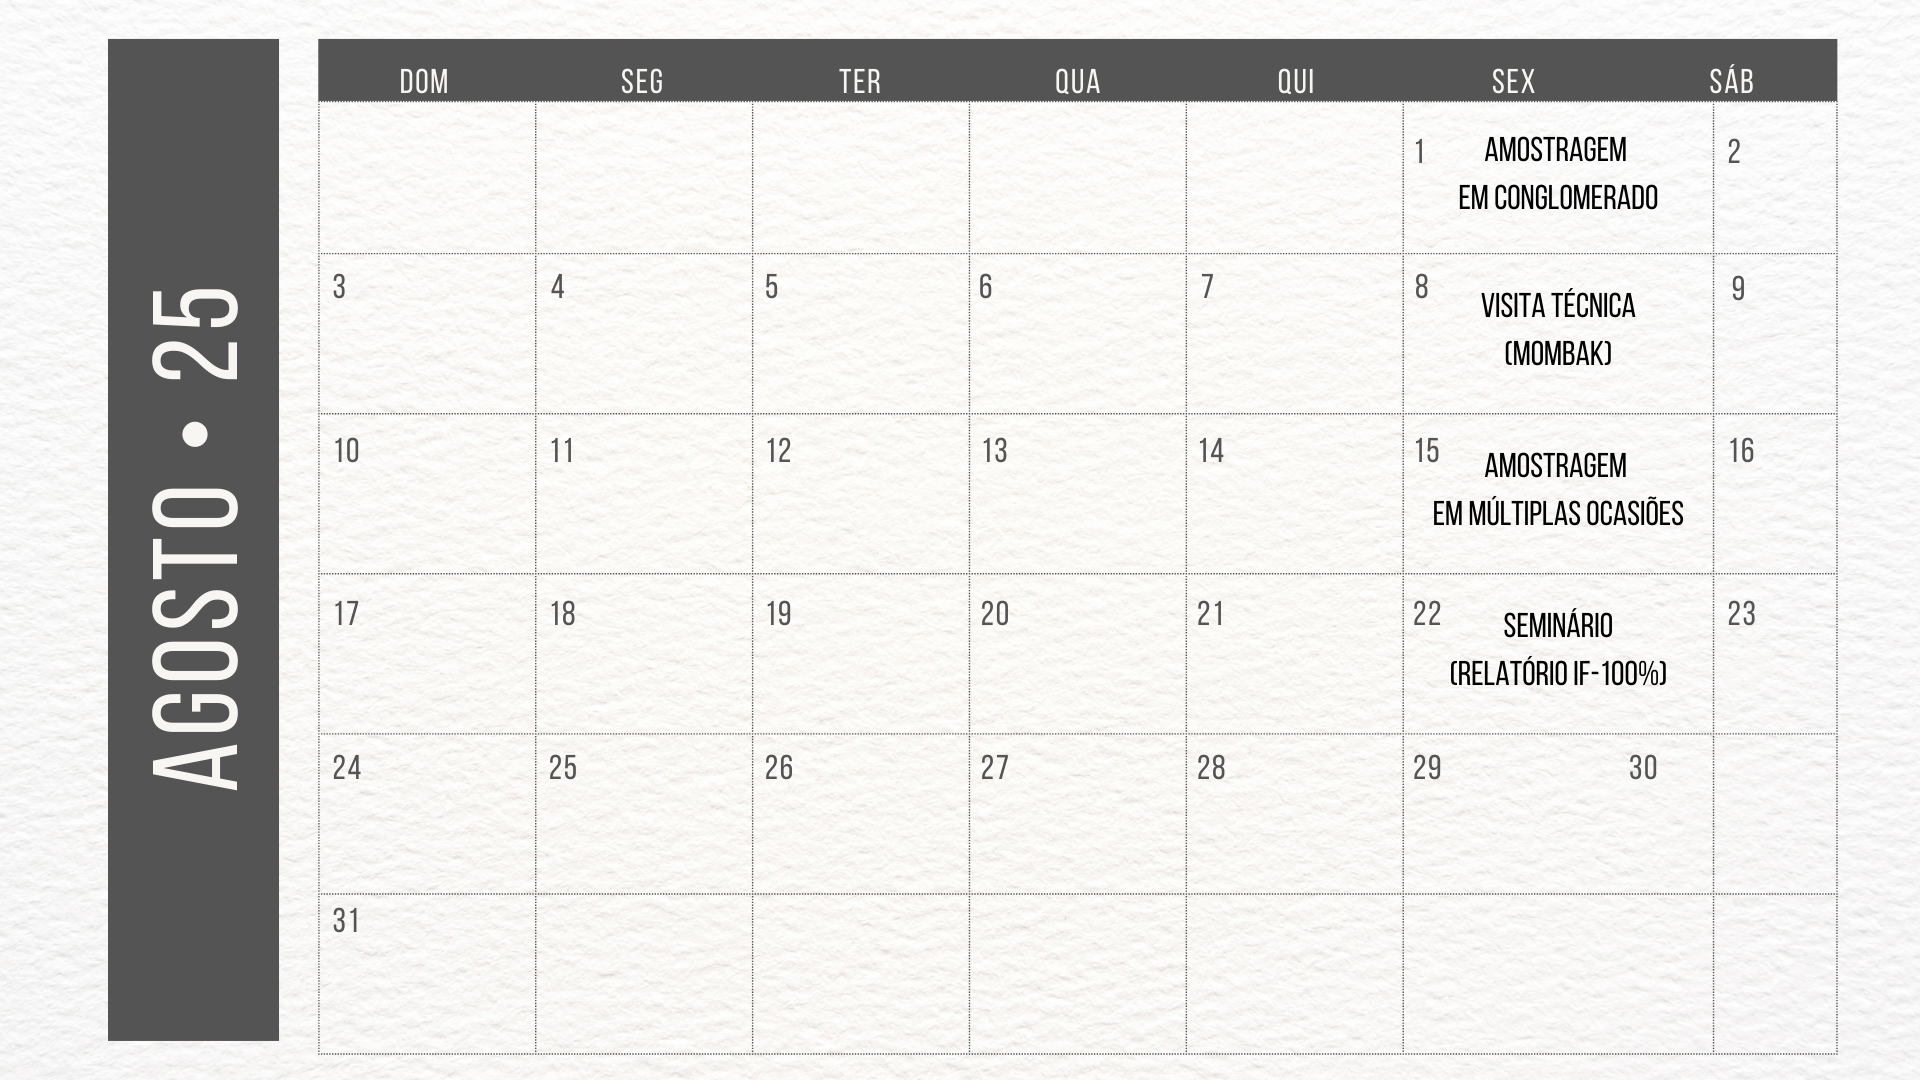 AGOSTO • 25
DOM SEG TER QUA QUI SEX SÁB
1 AMOSTRAGEM 2
EM CONGLOMERADO
3 4 5 6 7 8 9
VISITA TÉCNICA
(MOMBAK)
10 11 12 13 14 15 16
AMOSTRAGEM
EM MÚLTIPLAS OCASIÕES
17 18 19 20 21 22 23
SEMINÁRIO
(RELATÓRIO IF-100%)
24 25 26 27 28 29 30
31